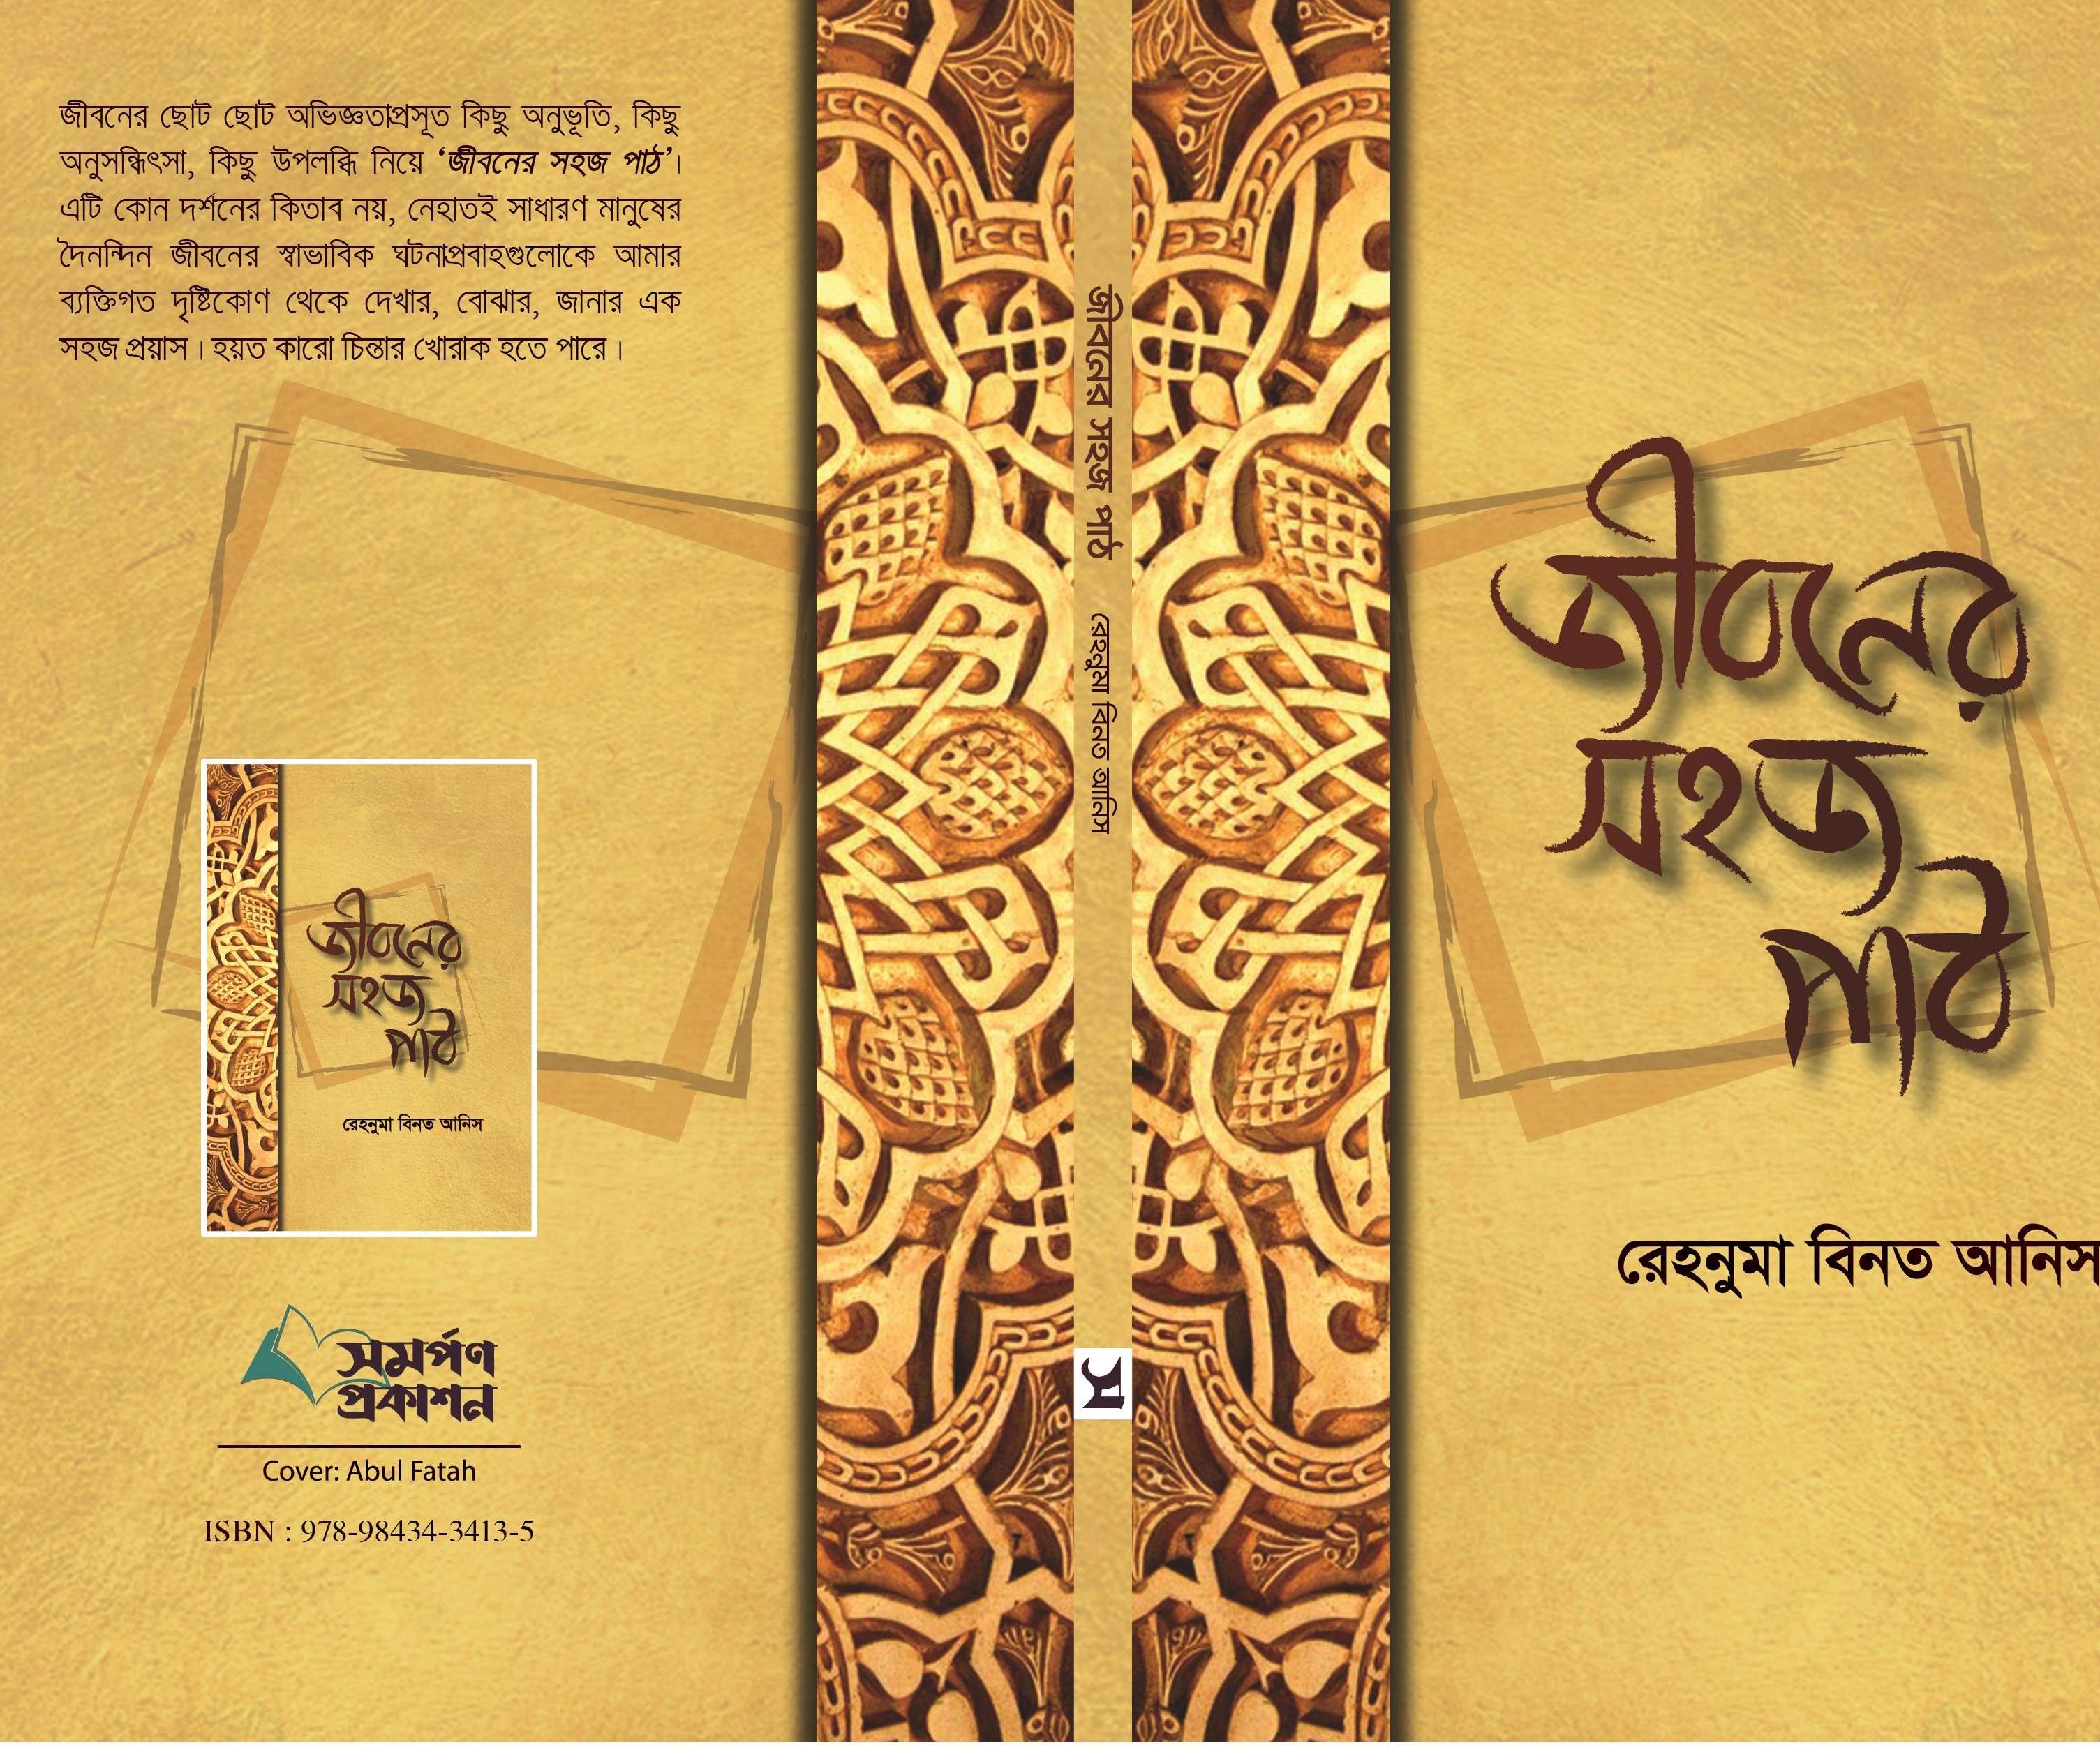 জীবনের ছোট ছোট অভিজ্ঞতাপ্রসূত কিছু অনুভূতি, কিছু
অনুসন্ধিৎসা, কিছু উপলব্ধি নিয়ে ‘জীবনের সহজ পাঠ’।
এটি কোন দর্শনের কিতাব নয়, নেহাতই সাধারণ মানুষের
দৈনন্দিন জীবনের স্বাভাবিক ঘটনাপ্রবাহগুলোকে আমার
ব্যক্তিগত দৃষ্টিকোণ থেকে দেখার, বোঝার, জানার এক
সহজ প্রয়াস। হয়ত কারো চিন্তার খোরাক হতে পারে।
জীবনের
সহজ
পাঠ
রেহনুমা বিনত আনিস
সমর্পণ
প্রকাশন
Cover: Abul Fatah
ISBN : 978-98434-3413-5
জীবনের সহজ পাঠ রেহনুমা বিনত আনিস
স
জীবনের
সহজ
পাঠ
রেহনুমা বিনত আনিস